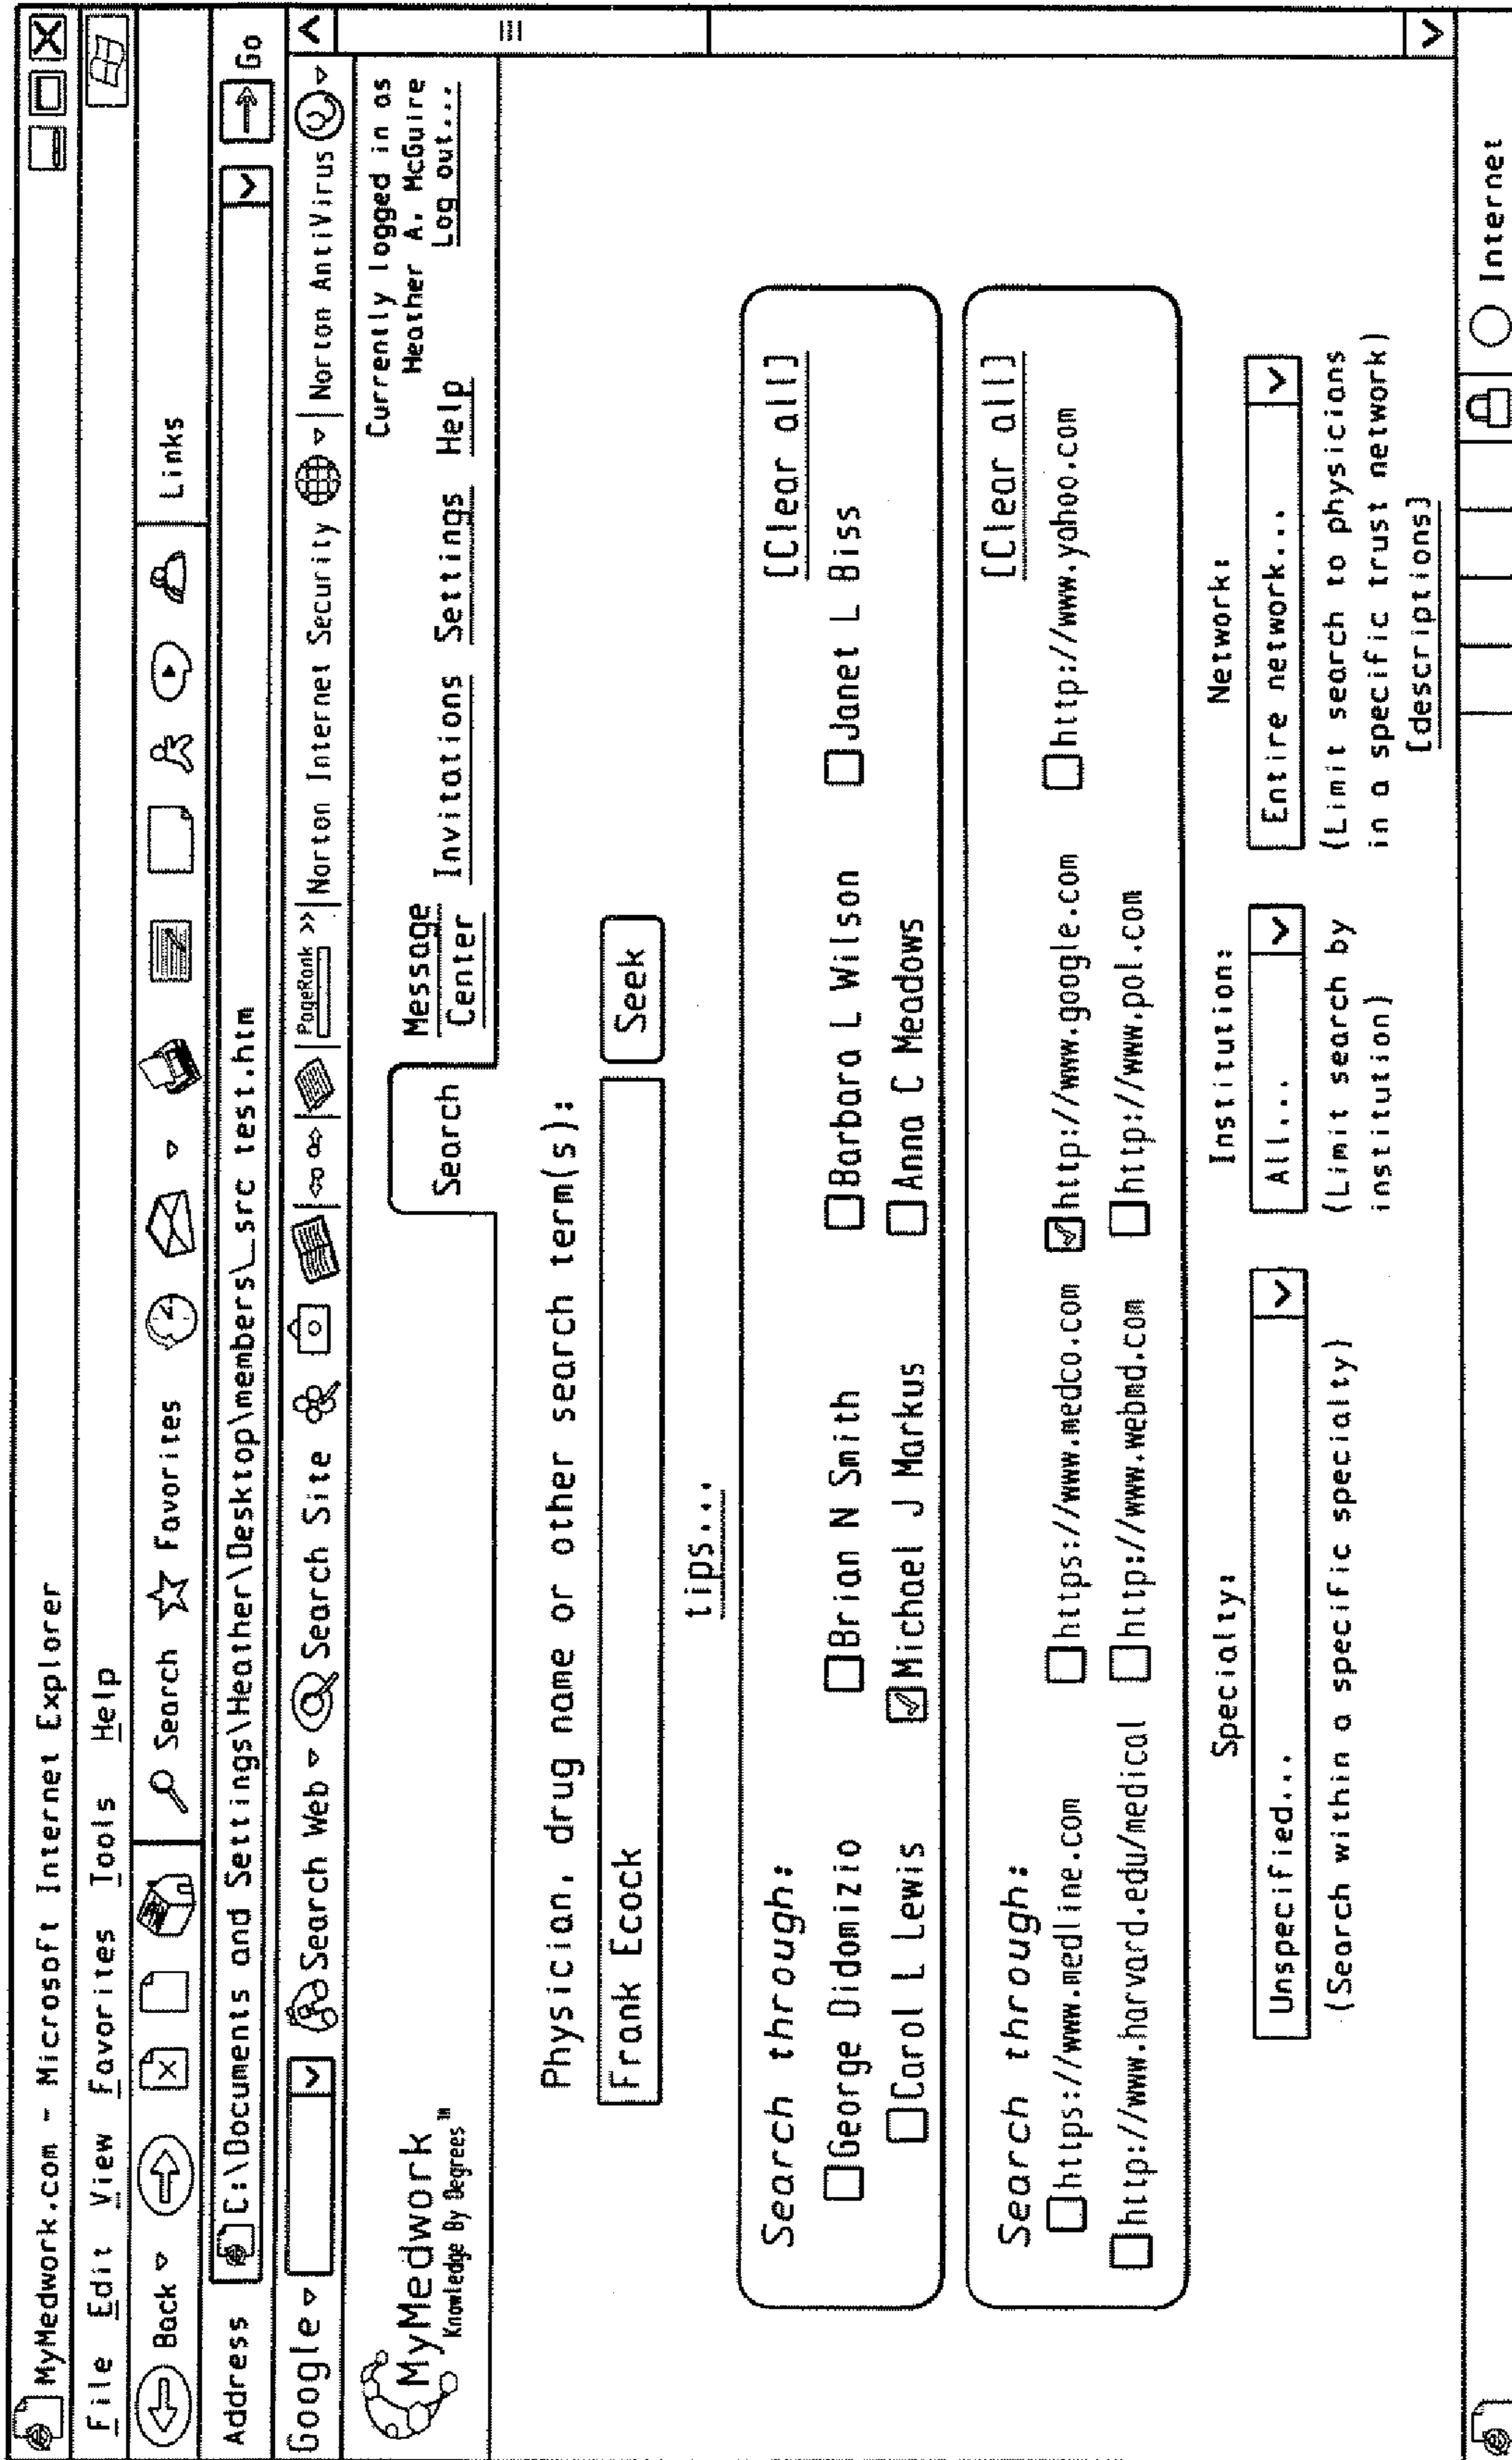 MyMedwork.com - Microsoft Internet Explorer
File Edit View Favorites Tools Help
Back Search Favorites Links
Address C:\Documents and Settings\Heather\Desktop\members\_src test.htm Go
Google Search Web Search Site PageRank >> Norton Internet Security Norton AntiVirus
MyMedwork
Knowledge By Degrees™
Search
Message
Center
Invitations Settings Help
Currently logged in as
Heather A. McGuire
Log out...
Physician, drug name or other search term(s):
Frank Ecock Seek
tips...
Search through: [Clear all]
George Didomizio Brian N Smith Barbara L Wilson Janet L Biss
Carol L Lewis Michael J Markus Anna C Meadows
Search through: [Clear all]
https://www.medline.com https://www.medco.com http://www.google.com http://www.yahoo.com
http://www.harvard.edu/medical http://www.webmd.com http://www.pol.com
Specialty: Institution: Network:
Unspecified... All... Entire network...
(Search within a specific specialty) (Limit search by (Limit search to physicians
institution) in a specific trust network)
[descriptions]
Internet